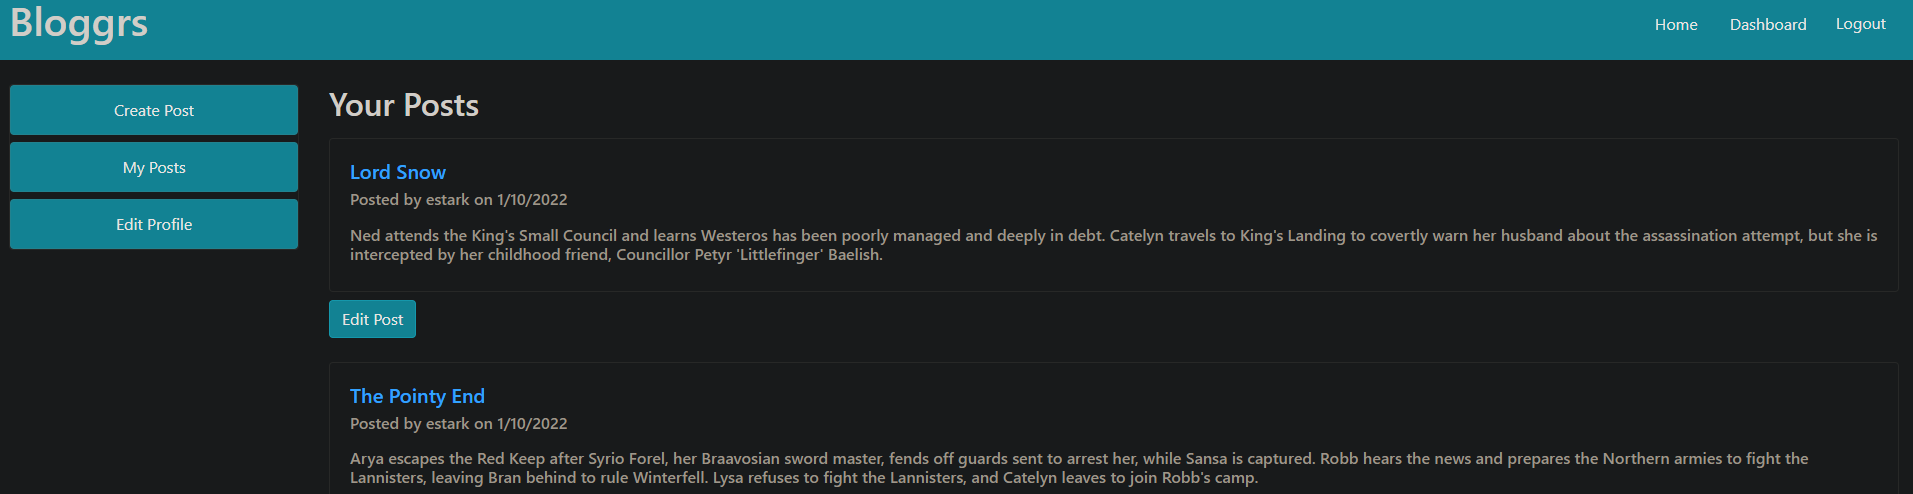 Bloggrs
Home Dashboard Logout
Create Post
My Posts
Edit Profile
Your Posts
Lord Snow
Posted by estark on 1/10/2022
Ned attends the King's Small Council and learns Westeros has been poorly managed and deeply in debt. Catelyn travels to King's Landing to covertly warn her husband about the assassination attempt, but she is
intercepted by her childhood friend, Councillor Petyr 'Littlefinger' Baelish.
Edit Post
The Pointy End
Posted by estark on 1/10/2022
Arya escapes the Red Keep after Syrio Forel, her Braavosian sword master, fends off guards sent to arrest her, while Sansa is captured. Robb hears the news and prepares the Northern armies to fight the
Lannisters, leaving Bran behind to rule Winterfell. Lysa refuses to fight the Lannisters, and Catelyn leaves to join Robb's camp.